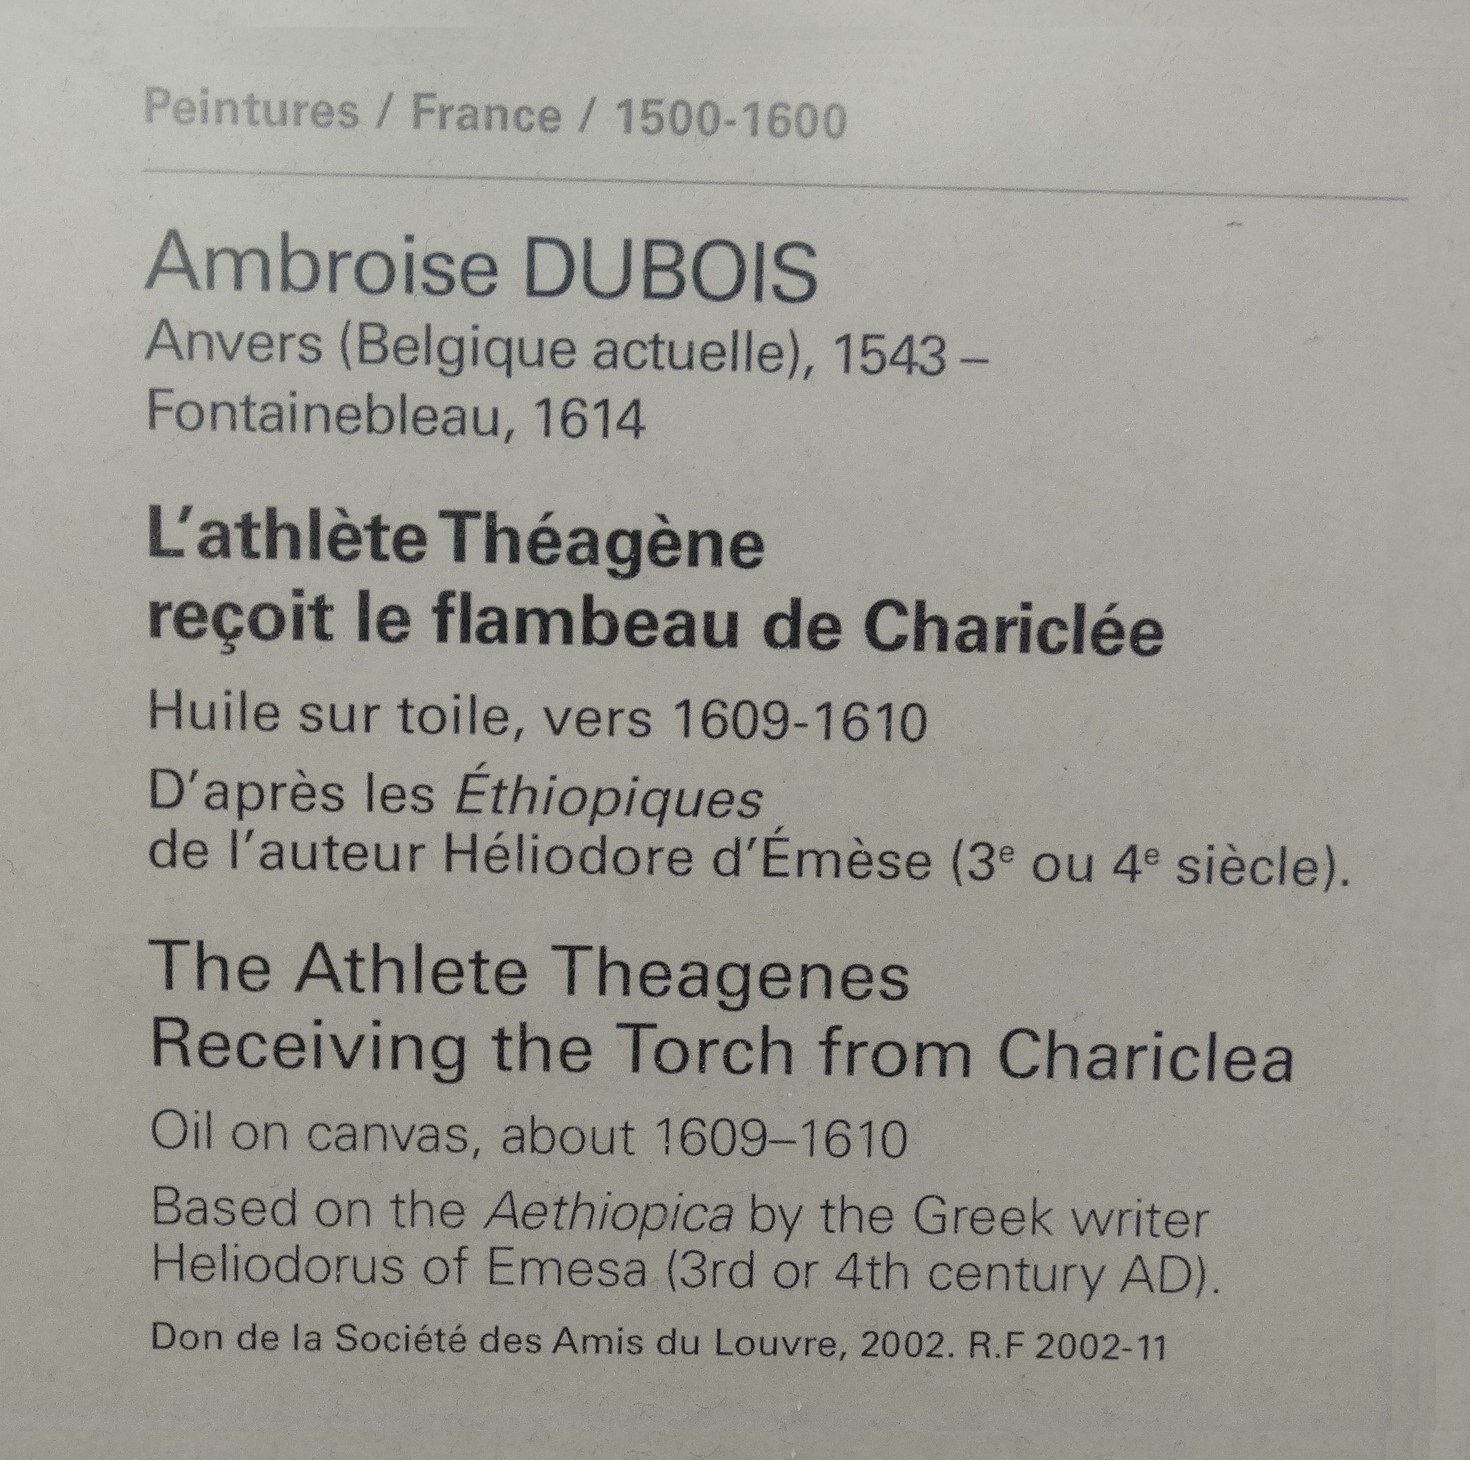 Peintures / France / 1500-1600
Ambroise DUBOIS
Anvers (Belgique actuelle), 1543 –
Fontainebleau, 1614
L'athlète Théagène
reçoit le flambeau de Chariclée
Huile sur toile, vers 1609-1610
D'après les Éthiopiques
de l'auteur Héliodore d'Émèse (3e ou 4e siècle).
The Athlete Theagenes
Receiving the Torch from Chariclea
Oil on canvas, about 1609–1610
Based on the Aethiopica by the Greek writer
Heliodorus of Emesa (3rd or 4th century AD).
Don de la Société des Amis du Louvre, 2002. R.F 2002-11